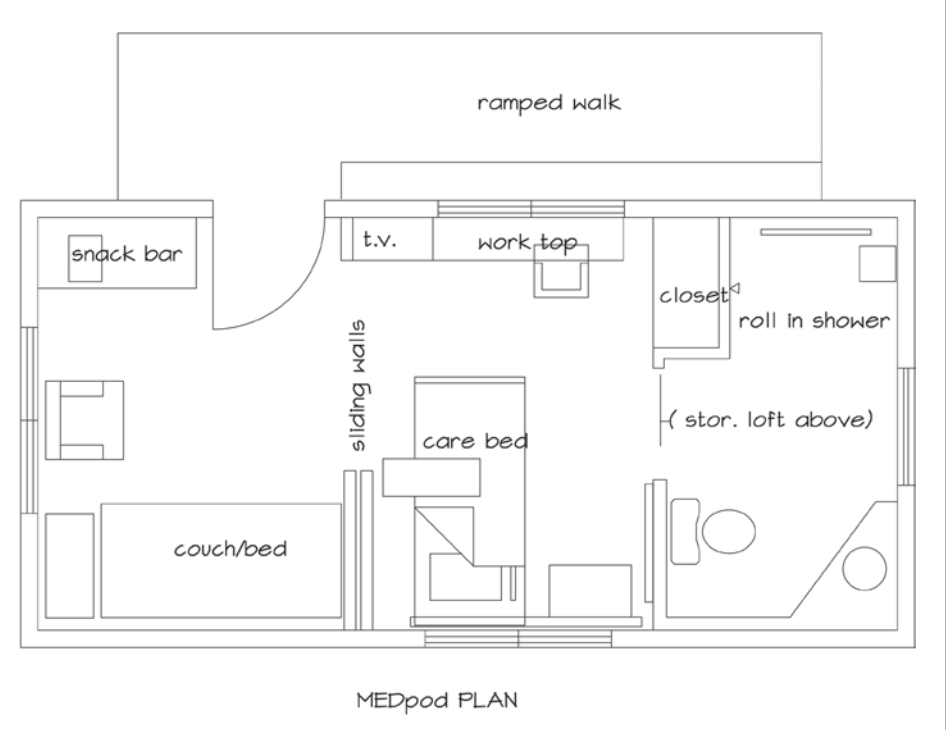 ramped walk
snack bar
t.v.
work top
closet
roll in shower
sliding walls
( stor. loft above)
care bed
couch/bed
MEDpod PLAN